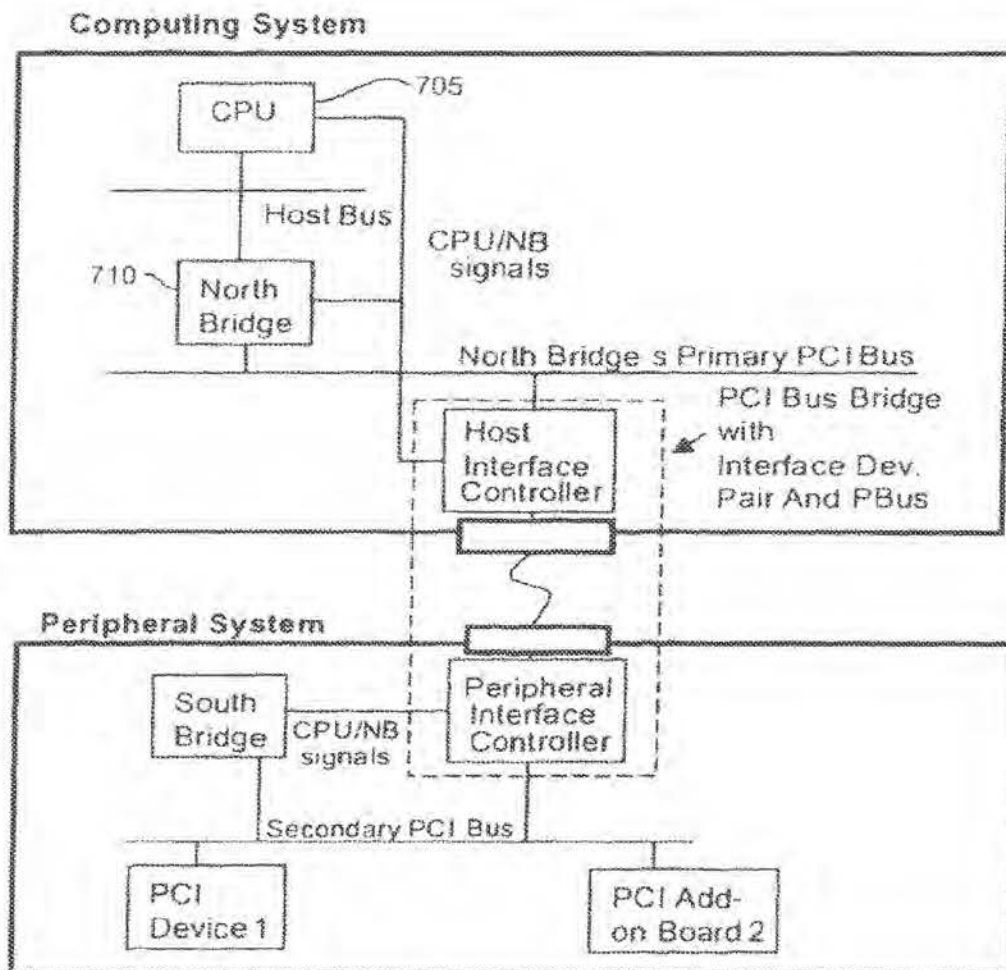 Computing System
705
CPU
Host Bus
CPU/NB
signals
710
North
Bridge
North Bridge s Primary PCI Bus
PCI Bus Bridge
with
Interface Dev.
Pair And PBus
Host
Interface
Controller
Peripheral System
South
Bridge
CPU/NB
signals
Peripheral
Interface
Controller
Secondary PCI Bus
PCI
Device 1
PCI Add-
on Board 2